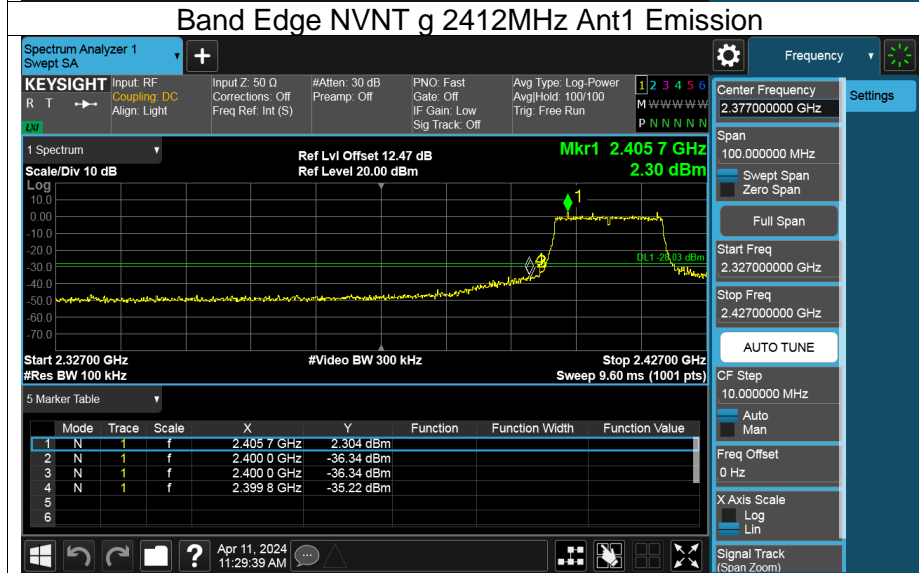 Band Edge NVNT g 2412MHz Ant1 Emission
Spectrum Analyzer 1
Swept SA
+
Frequency
KEYSIGHT
R T
LXI
Input: RF
Coupling: DC
Align: Light
Input Z: 50 Ω
Corrections: Off
Freq Ref: Int (S)
#Atten: 30 dB
Preamp: Off
PNO: Fast
Gate: Off
IF Gain: Low
Sig Track: Off
Avg Type: Log-Power
Avg|Hold: 100/100
Trig: Free Run
1 2 3 4 5 6
M W W W W W
P N N N N N
1 Spectrum
Scale/Div 10 dB
Ref Lvl Offset 12.47 dB
Ref Level 20.00 dBm
Mkr1 2.405 7 GHz
2.30 dBm
Log
10.0
0.00
-10.0
-20.0
-30.0
-40.0
-50.0
-60.0
-70.0
1
DL1 -28.03 dBm
Start 2.32700 GHz
#Res BW 100 kHz
#Video BW 300 kHz
Stop 2.42700 GHz
Sweep 9.60 ms (1001 pts)
5 Marker Table
Mode Trace Scale X Y Function Function Width Function Value
1 N 1 f 2.405 7 GHz 2.304 dBm
2 N 1 f 2.400 0 GHz -36.34 dBm
3 N 1 f 2.400 0 GHz -36.34 dBm
4 N 1 f 2.399 8 GHz -35.22 dBm
5
6
?
Apr 11, 2024
11:29:39 AM
Center Frequency
2.377000000 GHz
Span
100.000000 MHz
Swept Span
Zero Span
Full Span
Start Freq
2.327000000 GHz
Stop Freq
2.427000000 GHz
AUTO TUNE
CF Step
10.000000 MHz
Auto
Man
Freq Offset
0 Hz
X Axis Scale
Log
Lin
Signal Track
(Span Zoom)
Settings